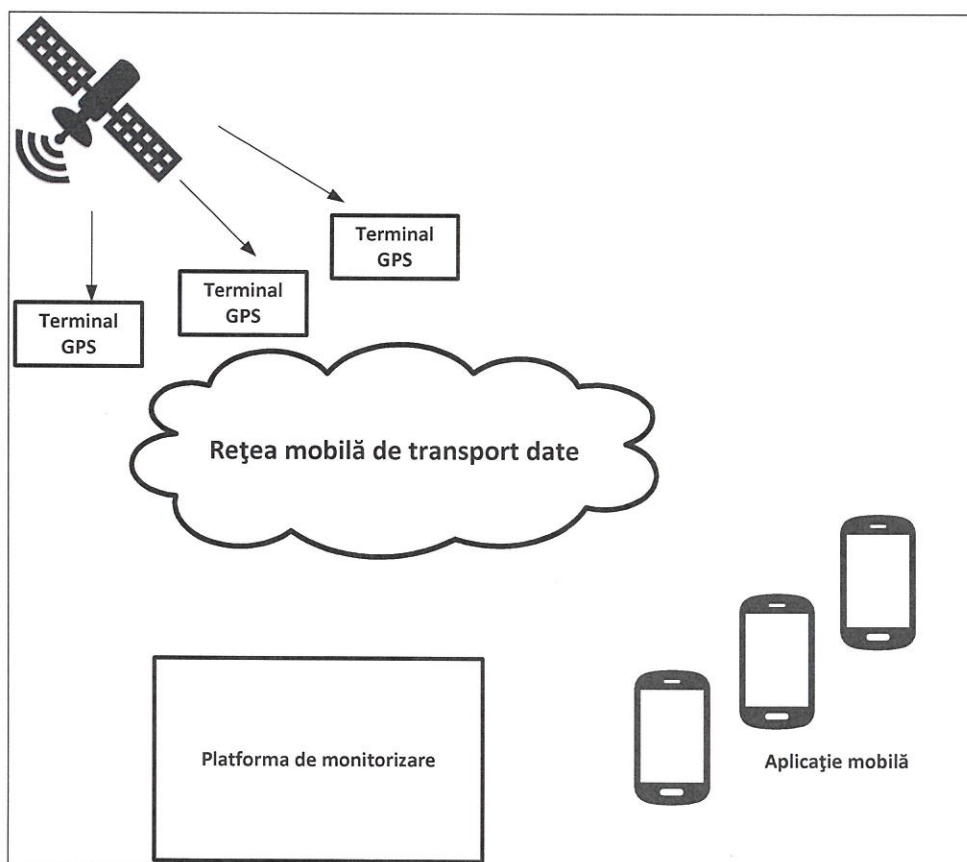 Terminal
GPS
Terminal
GPS
Terminal
GPS
Reţea mobilă de transport date
Platforma de monitorizare
Aplicaţie mobilă